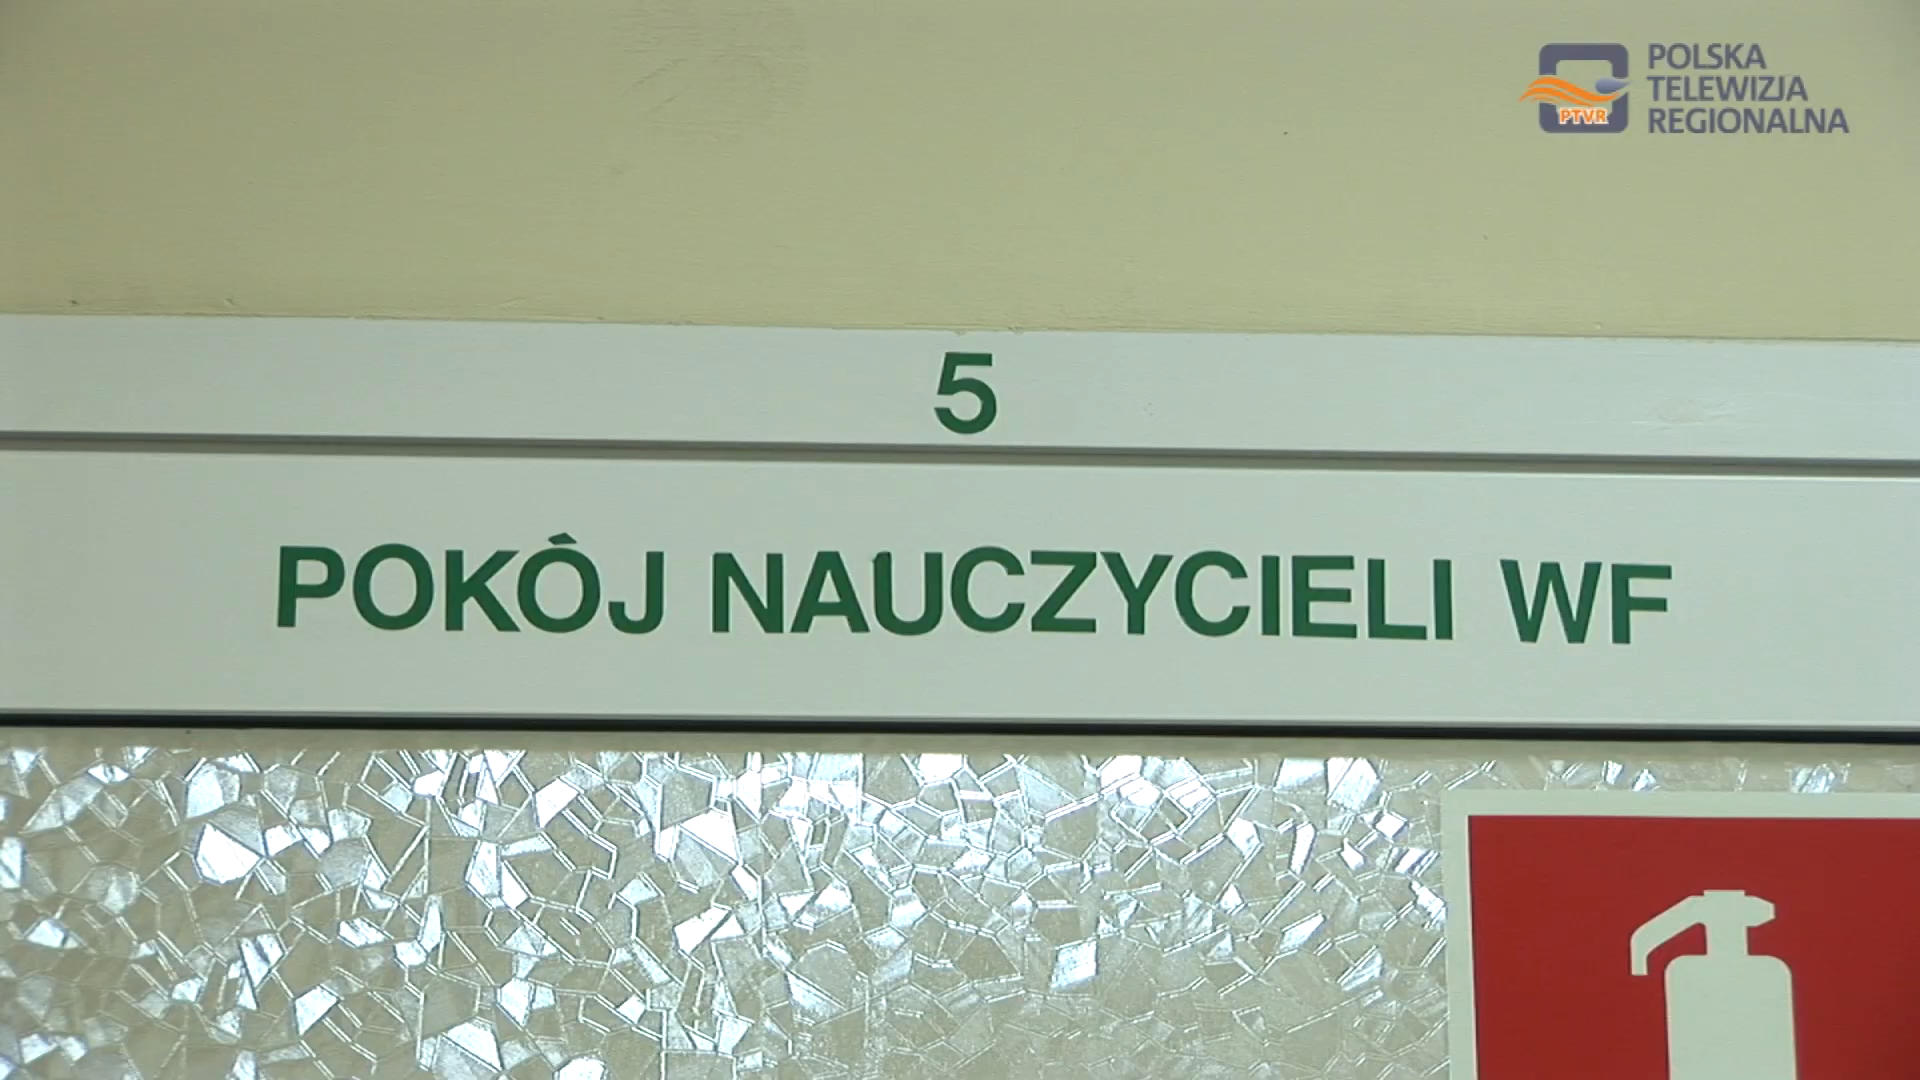 POLSKA
TELEWIZJA
REGIONALNA
PTVR
5
POKÓJ NAUCZYCIELI WF